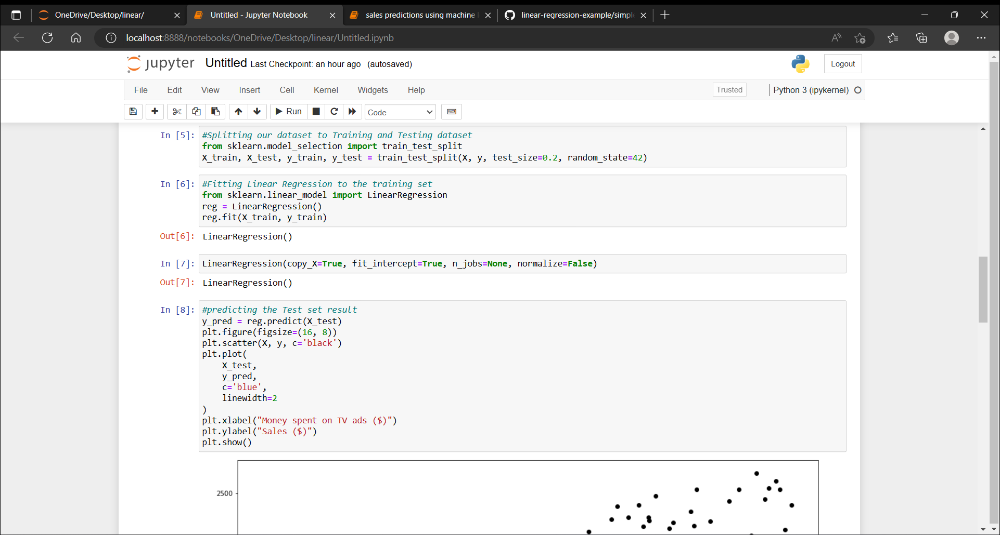 OneDrive/Desktop/linear/
Untitled - Jupyter Notebook
sales predictions using machine
linear-regression-example/simple
localhost:8888/notebooks/OneDrive/Desktop/linear/Untitled.ipynb
jupyter Untitled Last Checkpoint: an hour ago (autosaved)
Logout
File Edit View Insert Cell Kernel Widgets Help
Trusted
Python 3 (ipykernel)
Run
Code
In [5]: #Splitting our dataset to Training and Testing dataset
from sklearn.model_selection import train_test_split
X_train, X_test, y_train, y_test = train_test_split(X, y, test_size=0.2, random_state=42)
In [6]: #Fitting Linear Regression to the training set
from sklearn.linear_model import LinearRegression
reg = LinearRegression()
reg.fit(X_train, y_train)
Out[6]: LinearRegression()
In [7]: LinearRegression(copy_X=True, fit_intercept=True, n_jobs=None, normalize=False)
Out[7]: LinearRegression()
In [8]: #predicting the Test set result
y_pred = reg.predict(X_test)
plt.figure(figsize=(16, 8))
plt.scatter(X, y, c='black')
plt.plot(
    X_test,
    y_pred,
    c='blue',
    linewidth=2
)
plt.xlabel("Money spent on TV ads ($)")
plt.ylabel("Sales ($)")
plt.show()
2500